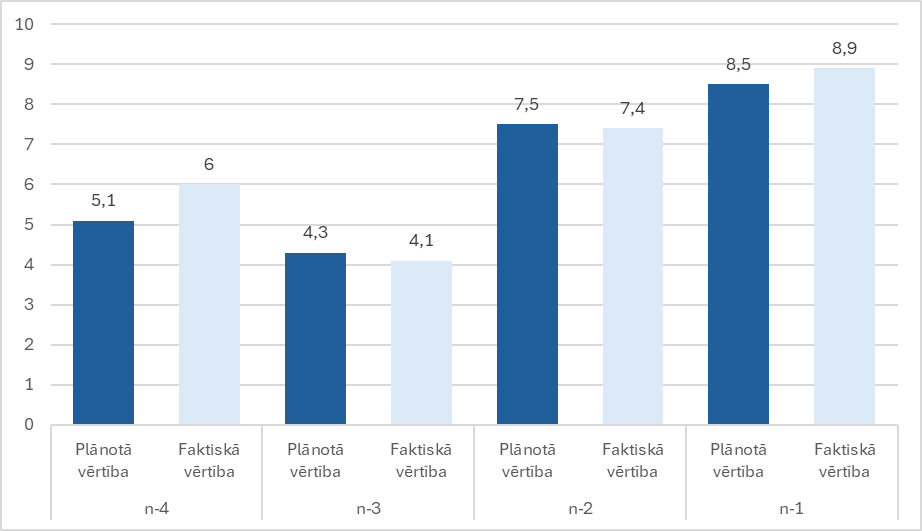 10
9
8
7
6
5
4
3
2
1
0
5,1
6
4,3
4,1
7,5
7,4
8,5
8,9
Plānotā
vērtība
Faktiskā
vērtība
Plānotā
vērtība
Faktiskā
vērtība
Plānotā
vērtība
Faktiskā
vērtība
Plānotā
vērtība
Faktiskā
vērtība
n-4
n-3
n-2
n-1